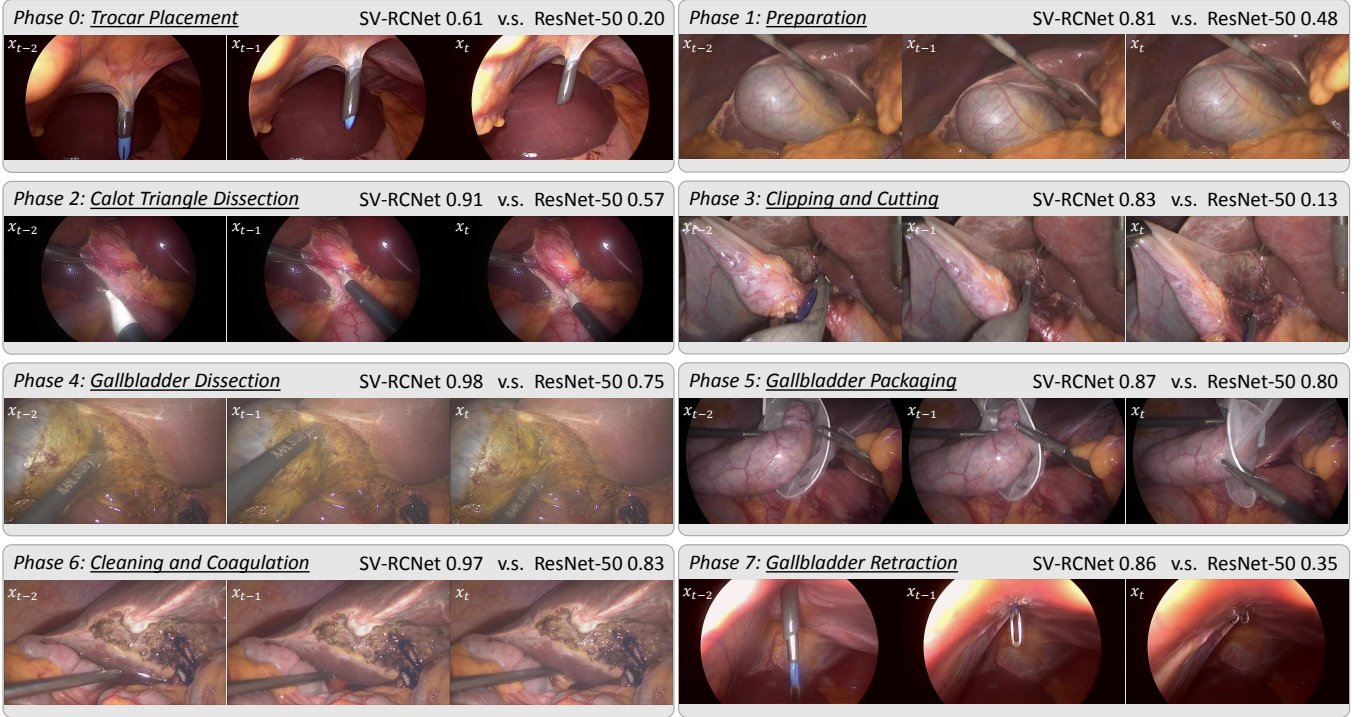 Phase 0: Trocar Placement SV-RCNet 0.61 v.s. ResNet-50 0.20
x_{t-2} x_{t-1} x_t
Phase 1: Preparation SV-RCNet 0.81 v.s. ResNet-50 0.48
x_{t-2} x_{t-1} x_t
Phase 2: Calot Triangle Dissection SV-RCNet 0.91 v.s. ResNet-50 0.57
x_{t-2} x_{t-1} x_t
Phase 3: Clipping and Cutting SV-RCNet 0.83 v.s. ResNet-50 0.13
x_{t-2} x_{t-1} x_t
Phase 4: Gallbladder Dissection SV-RCNet 0.98 v.s. ResNet-50 0.75
x_{t-2} x_{t-1} x_t
Phase 5: Gallbladder Packaging SV-RCNet 0.87 v.s. ResNet-50 0.80
x_{t-2} x_{t-1} x_t
Phase 6: Cleaning and Coagulation SV-RCNet 0.97 v.s. ResNet-50 0.83
x_{t-2} x_{t-1} x_t
Phase 7: Gallbladder Retraction SV-RCNet 0.86 v.s. ResNet-50 0.35
x_{t-2} x_{t-1} x_t